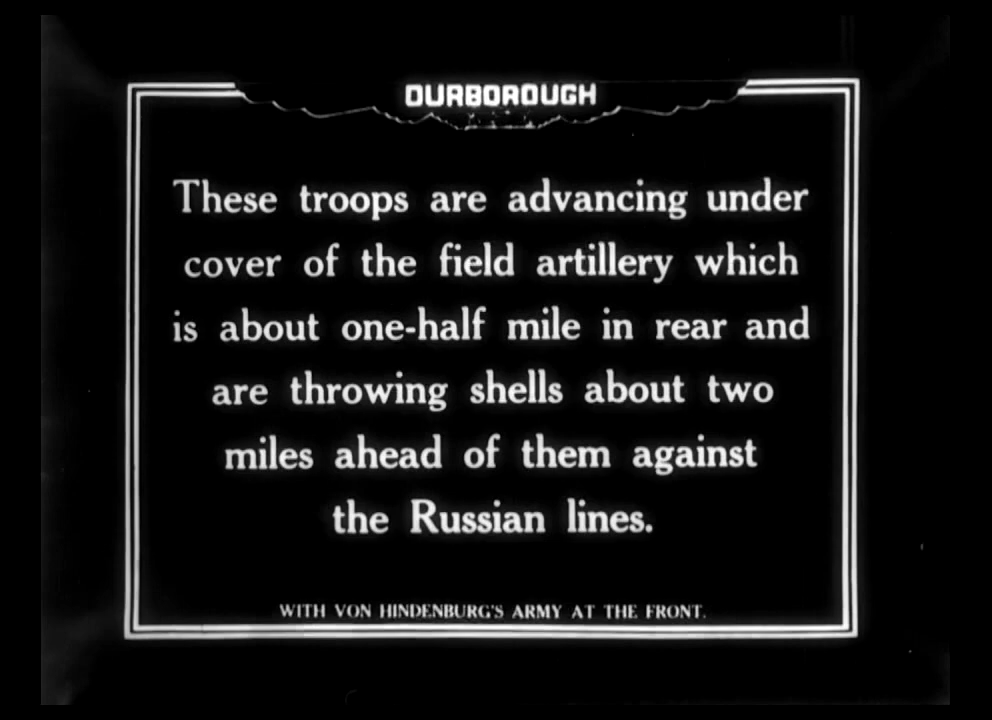 DURBOROUGH
These troops are advancing under
cover of the field artillery which
is about one-half mile in rear and
are throwing shells about two
miles ahead of them against
the Russian lines.
WITH VON HINDENBURG'S ARMY AT THE FRONT.